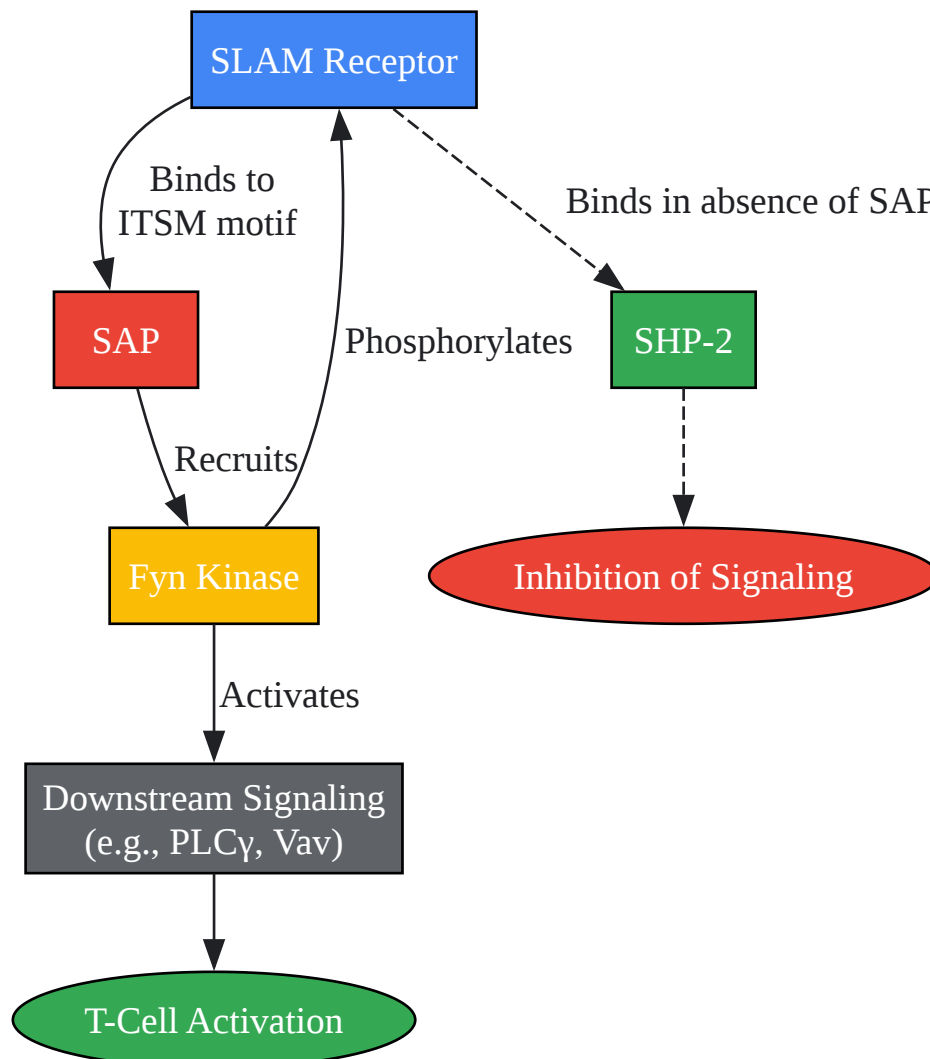 SLAM Receptor
Binds to
ITSM motif
Binds in absence of SAP
SAP
Phosphorylates
SHP-2
Recruits
Fyn Kinase
Inhibition of Signaling
Activates
Downstream Signaling
(e.g., PLCγ, Vav)
T-Cell Activation